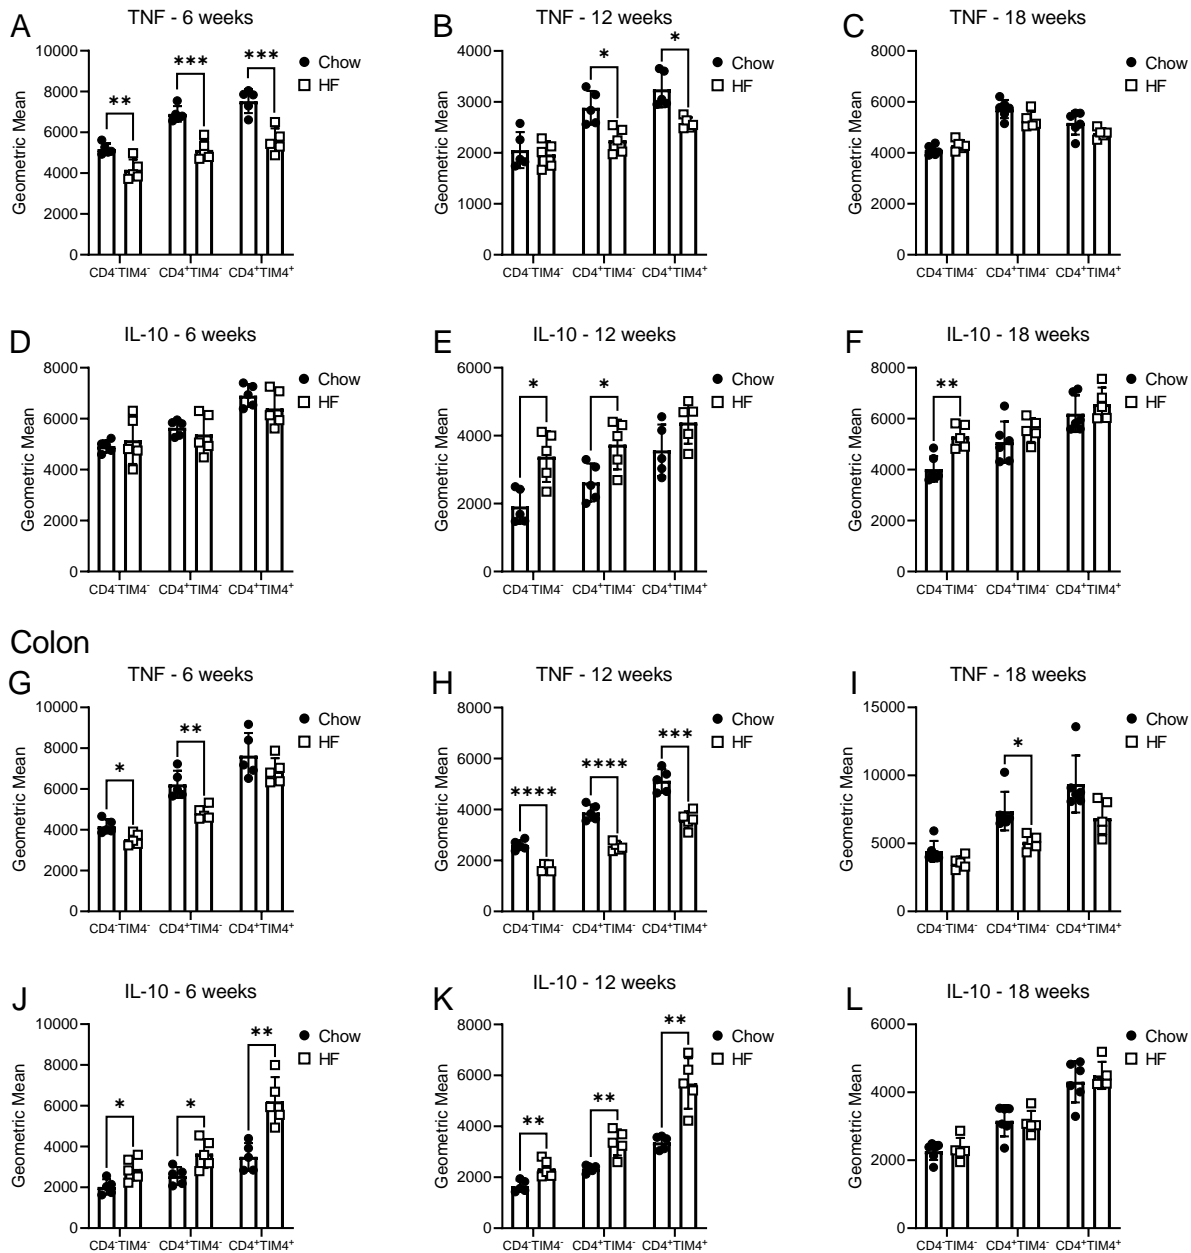 A
TNF - 6 weeks
Geometric Mean
10000
8000
6000
4000
2000
0
** *** ***
Chow
HF
CD4-TIM4- CD4+TIM4- CD4+TIM4+
B
TNF - 12 weeks
Geometric Mean
4000
3000
2000
1000
0
* *
Chow
HF
CD4-TIM4- CD4+TIM4- CD4+TIM4+
C
TNF - 18 weeks
Geometric Mean
8000
6000
4000
2000
0
Chow
HF
CD4-TIM4- CD4+TIM4- CD4+TIM4+
D
IL-10 - 6 weeks
Geometric Mean
8000
6000
4000
2000
0
Chow
HF
CD4-TIM4- CD4+TIM4- CD4+TIM4+
E
IL-10 - 12 weeks
Geometric Mean
6000
4000
2000
0
* *
Chow
HF
CD4-TIM4- CD4+TIM4- CD4+TIM4+
F
IL-10 - 18 weeks
Geometric Mean
8000
6000
4000
2000
0
**
Chow
HF
CD4-TIM4- CD4+TIM4- CD4+TIM4+
Colon
G
TNF - 6 weeks
Geometric Mean
10000
8000
6000
4000
2000
0
* **
Chow
HF
CD4-TIM4- CD4+TIM4- CD4+TIM4+
H
TNF - 12 weeks
Geometric Mean
8000
6000
4000
2000
0
**** **** ***
Chow
HF
CD4-TIM4- CD4+TIM4- CD4+TIM4+
I
TNF - 18 weeks
Geometric Mean
15000
10000
5000
0
*
Chow
HF
CD4-TIM4- CD4+TIM4- CD4+TIM4+
J
IL-10 - 6 weeks
Geometric Mean
10000
8000
6000
4000
2000
0
* * **
Chow
HF
CD4-TIM4- CD4+TIM4- CD4+TIM4+
K
IL-10 - 12 weeks
Geometric Mean
8000
6000
4000
2000
0
** ** **
Chow
HF
CD4-TIM4- CD4+TIM4- CD4+TIM4+
L
IL-10 - 18 weeks
Geometric Mean
6000
4000
2000
0
Chow
HF
CD4-TIM4- CD4+TIM4- CD4+TIM4+